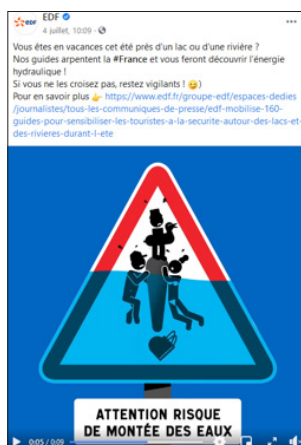 EDF
4 juillet, 10:09 ·
Vous êtes en vacances cet été près d'un lac ou d'une rivière ?
Nos guides arpentent la #France et vous feront découvrir l'énergie
hydraulique !
Si vous ne les croisez pas, restez vigilants ! 😉)
Pour en savoir plus 👉 https://www.edf.fr/groupe-edf/espaces-dedies
/journalistes/tous-les-communiques-de-presse/edf-mobilise-160-
guides-pour-sensibiliser-les-touristes-a-la-securite-autour-des-lacs-et-
des-rivieres-durant-l-ete
ATTENTION RISQUE
DE MONTÉE DES EAUX
0:05 / 0:09